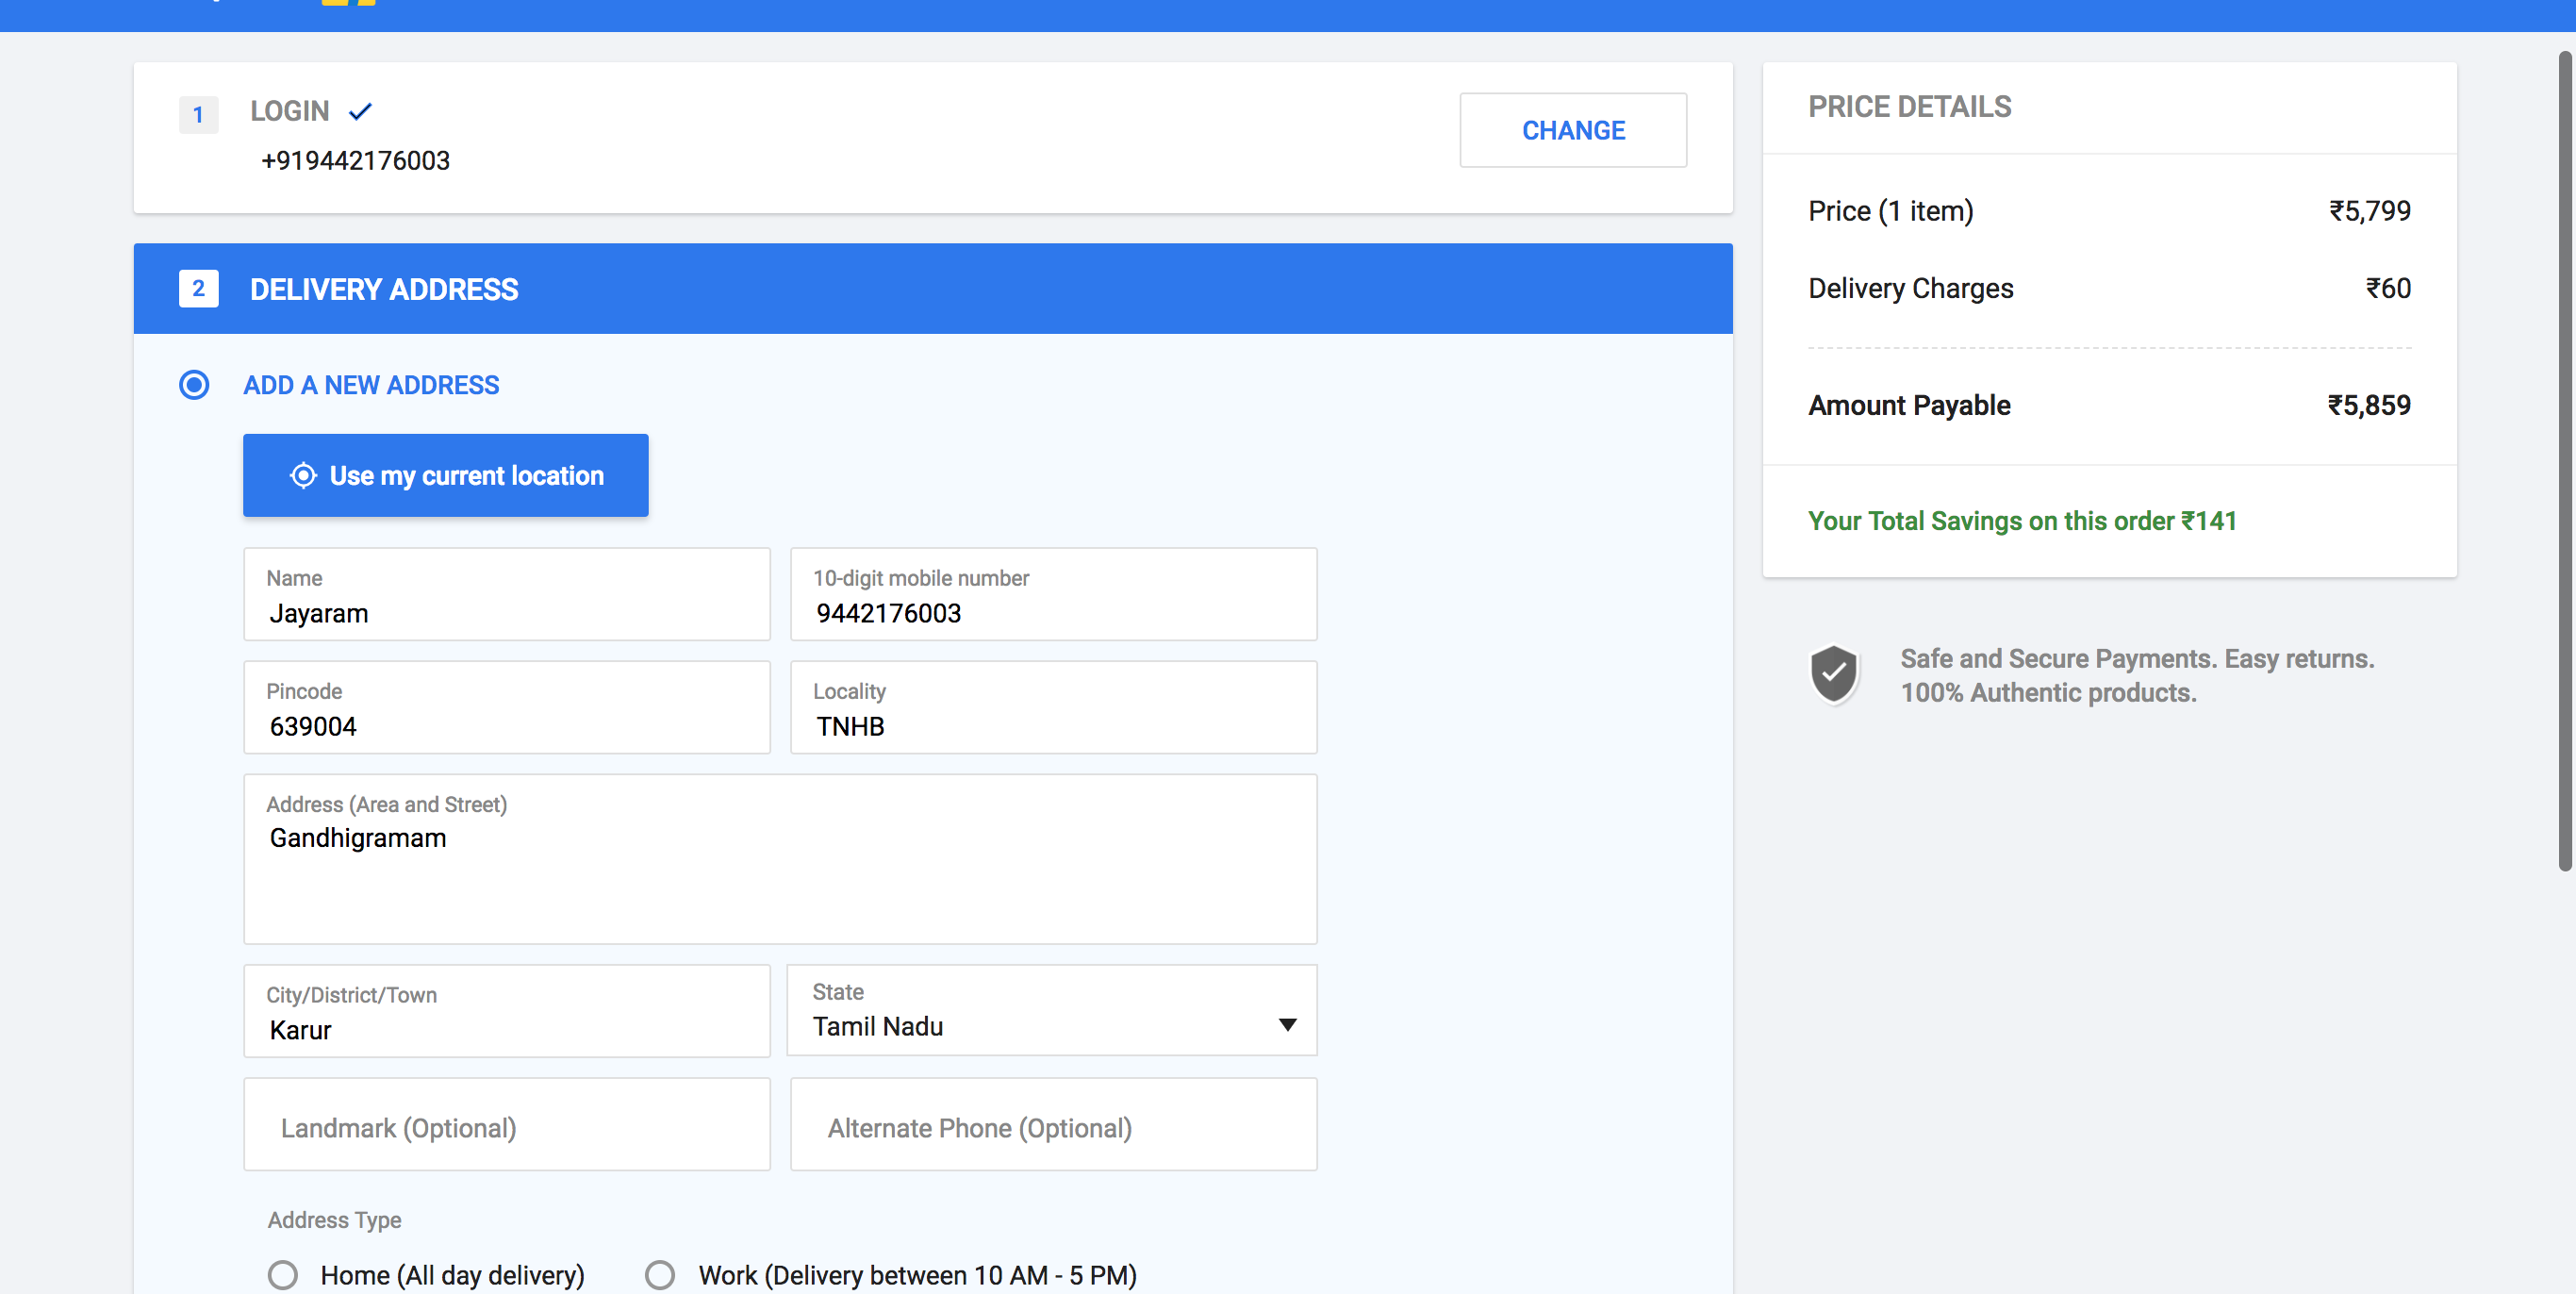 1 LOGIN
+919442176003
CHANGE
2 DELIVERY ADDRESS
ADD A NEW ADDRESS
Use my current location
Name
Jayaram
10-digit mobile number
9442176003
Pincode
639004
Locality
TNHB
Address (Area and Street)
Gandhigramam
City/District/Town
Karur
State
Tamil Nadu
Landmark (Optional)
Alternate Phone (Optional)
Address Type
Home (All day delivery)
Work (Delivery between 10 AM - 5 PM)
PRICE DETAILS
Price (1 item) ₹5,799
Delivery Charges ₹60
Amount Payable ₹5,859
Your Total Savings on this order ₹141
Safe and Secure Payments. Easy returns.
100% Authentic products.